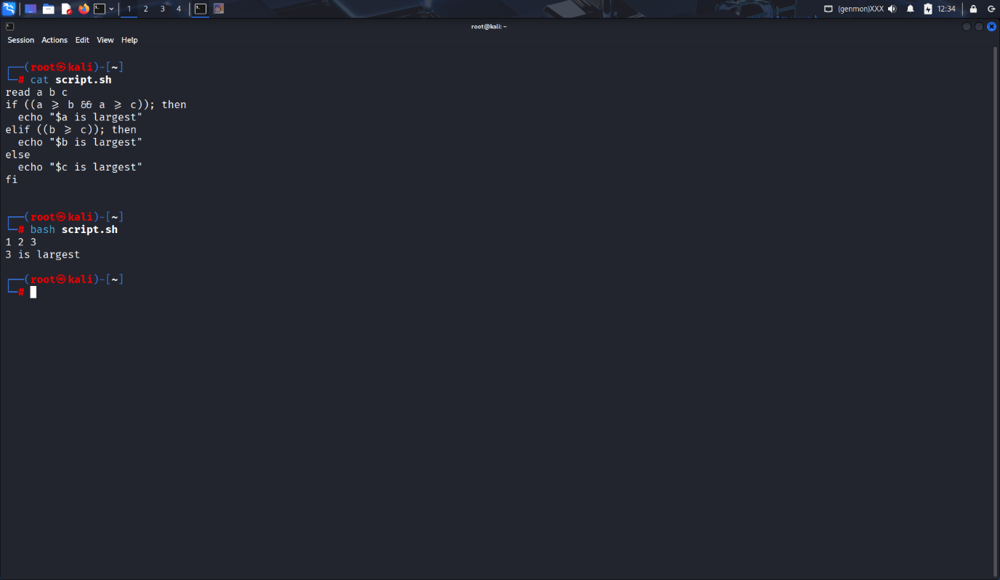 1 2 3 4 (genmon)XXX 12:34
root@kali: ~
Session Actions Edit View Help
┌──(root㉿kali)-[~]
└─# cat script.sh
read a b c
if ((a >= b && a >= c)); then
  echo "$a is largest"
elif ((b >= c)); then
  echo "$b is largest"
else
  echo "$c is largest"
fi
┌──(root㉿kali)-[~]
└─# bash script.sh
1 2 3
3 is largest
┌──(root㉿kali)-[~]
└─#